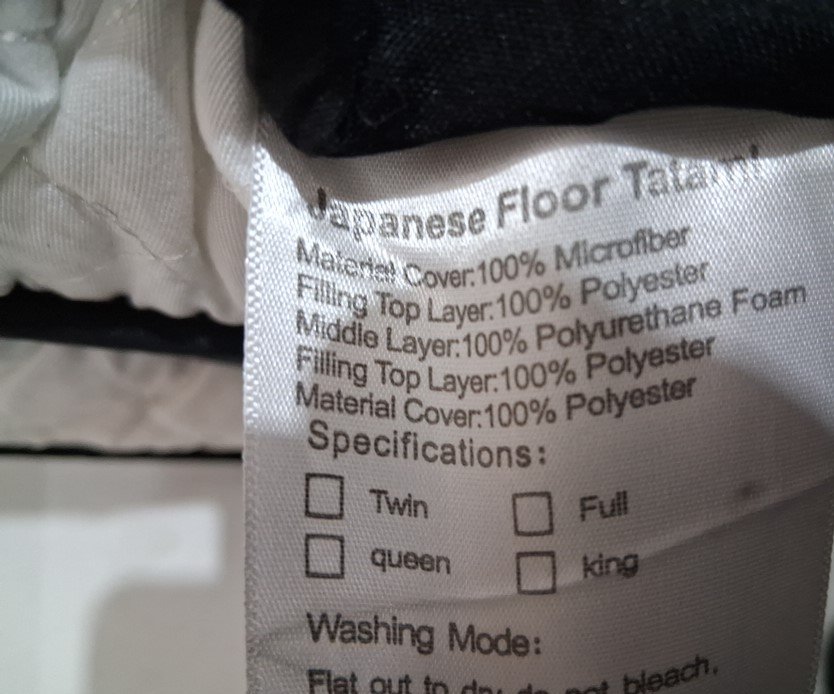 Japanese Floor Tatami
Material Cover:100% Microfiber
Filling Top Layer:100% Polyester
Middle Layer:100% Polyurethane Foam
Filling Top Layer:100% Polyester
Material Cover:100% Polyester
Specifications:
Twin Full
queen king
Washing Mode:
Flat out to dry do not bleach.